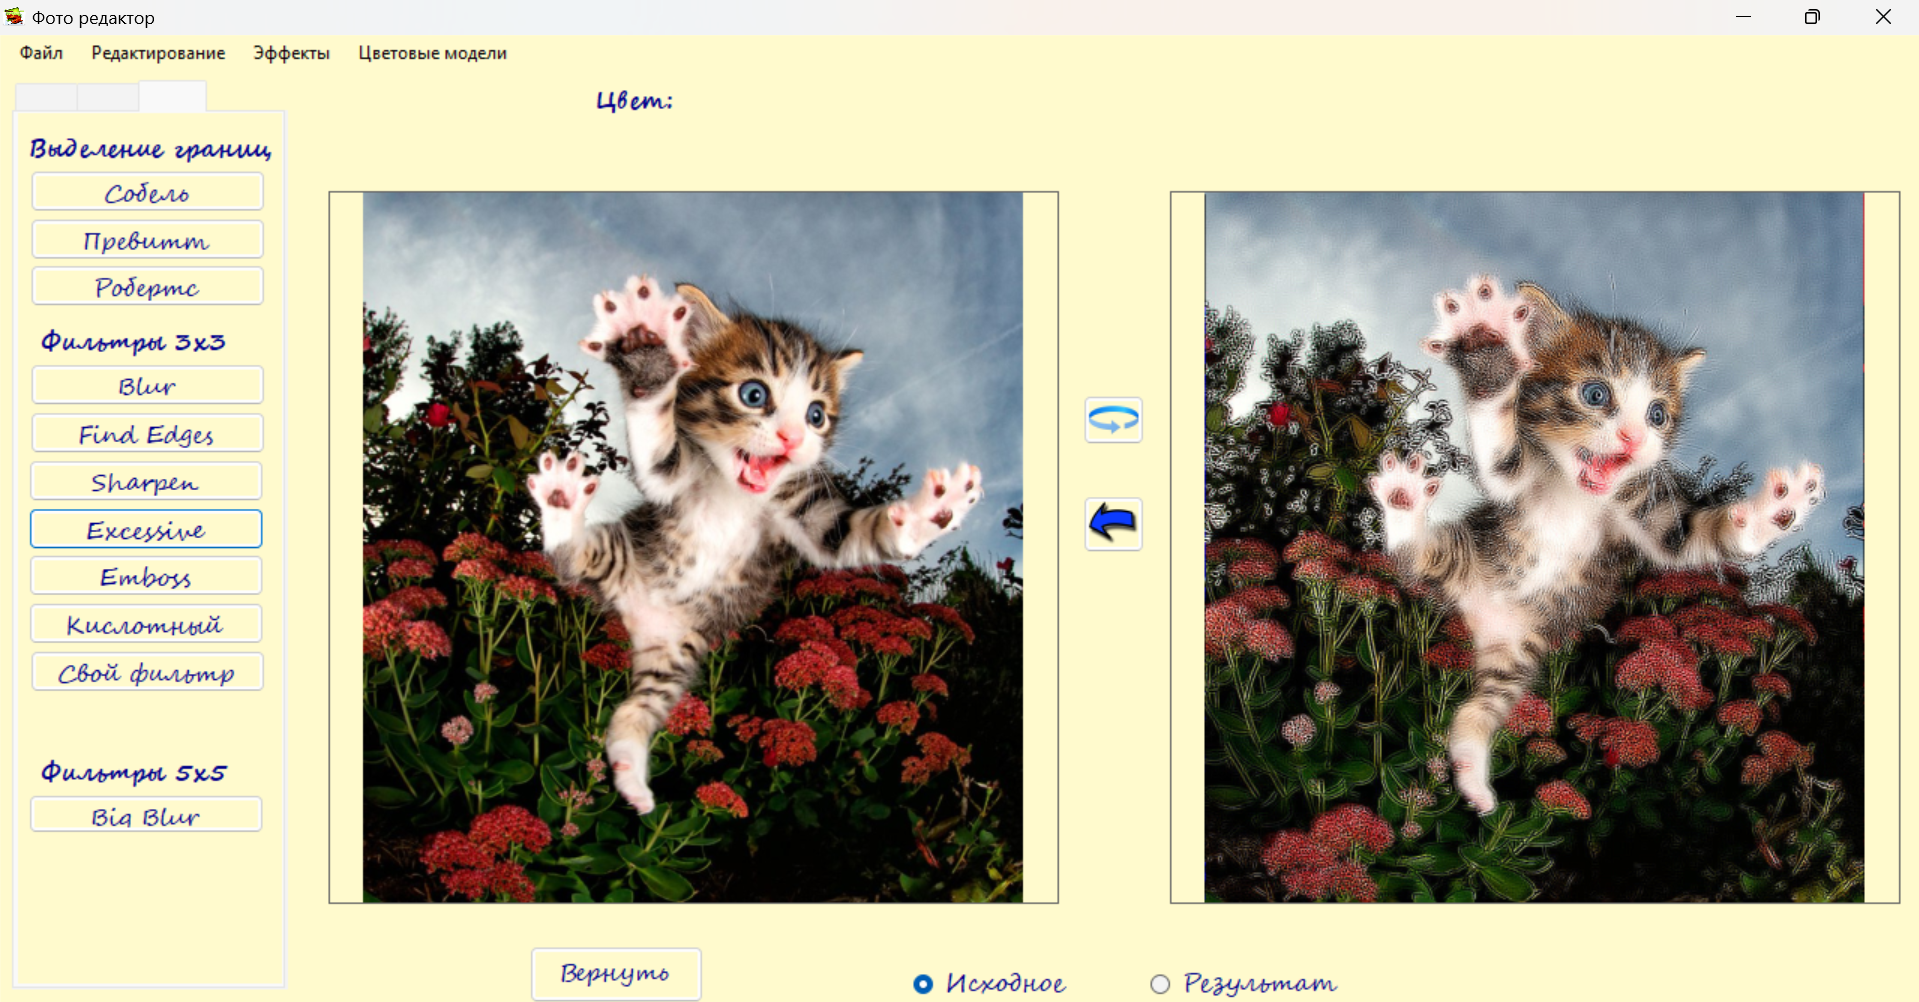 Фото редактор
Файл Редактирование Эффекты Цветовые модели
Цвет:
Выделение границ
Собель
Превитт
Робертс
Фильтры 3x3
Blur
Find Edges
Sharpen
Excessive
Emboss
Кислотный
Свой фильтр
Фильтры 5x5
Big Blur
Вернуть
Исходное
Результат